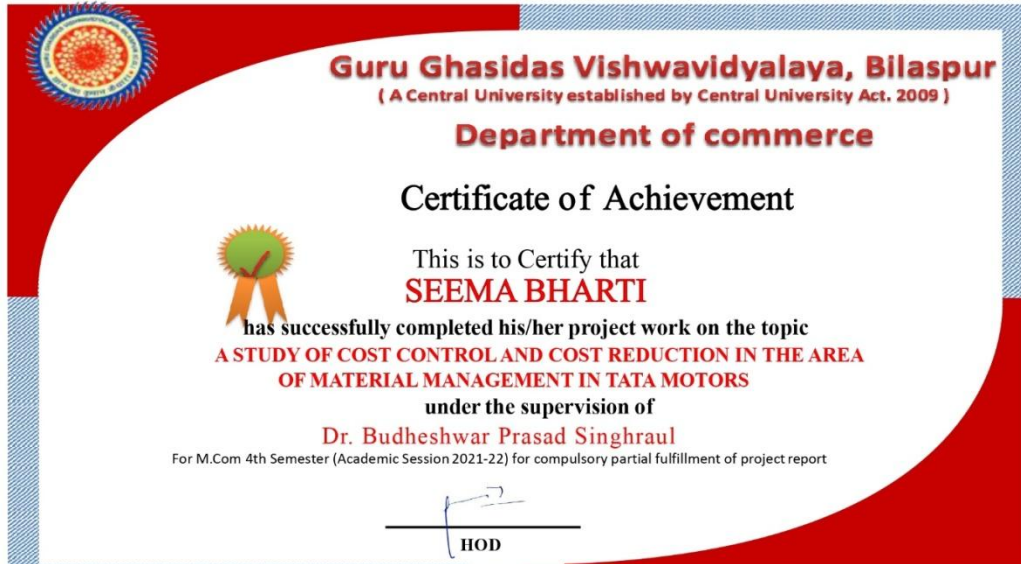 Guru Ghasidas Vishwavidyalaya, Bilaspur
( A Central University established by Central University Act. 2009 )
Department of commerce
Certificate of Achievement
This is to Certify that
SEEMA BHARTI
has successfully completed his/her project work on the topic
A STUDY OF COST CONTROL AND COST REDUCTION IN THE AREA
OF MATERIAL MANAGEMENT IN TATA MOTORS
under the supervision of
Dr. Budheshwar Prasad Singhraul
For M.Com 4th Semester (Academic Session 2021-22) for compulsory partial fulfillment of project report
HOD